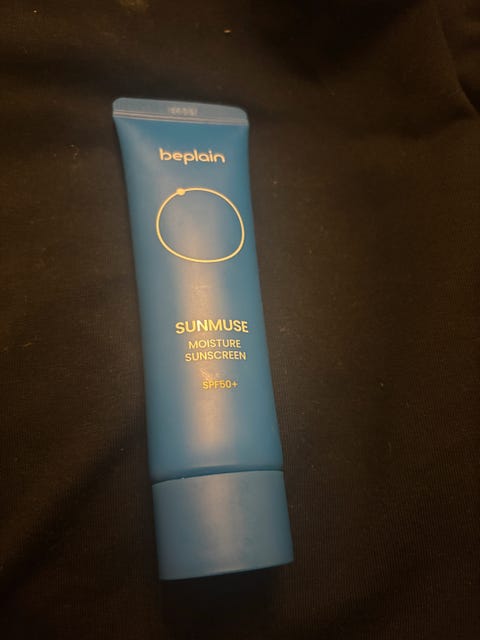 beplain
SUNMUSE
MOISTURE
SUNSCREEN
SPF50+